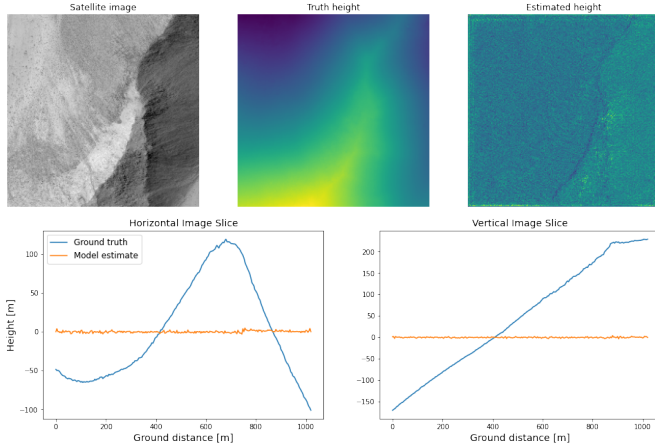 Satellite image
Truth height
Estimated height
Horizontal Image Slice
Vertical Image Slice
Ground truth
Model estimate
Height [m]
100
50
0
−50
−100
0
200
400
600
800
1000
Ground distance [m]
200
150
100
50
0
−50
−100
−150
0
200
400
600
800
1000
Ground distance [m]